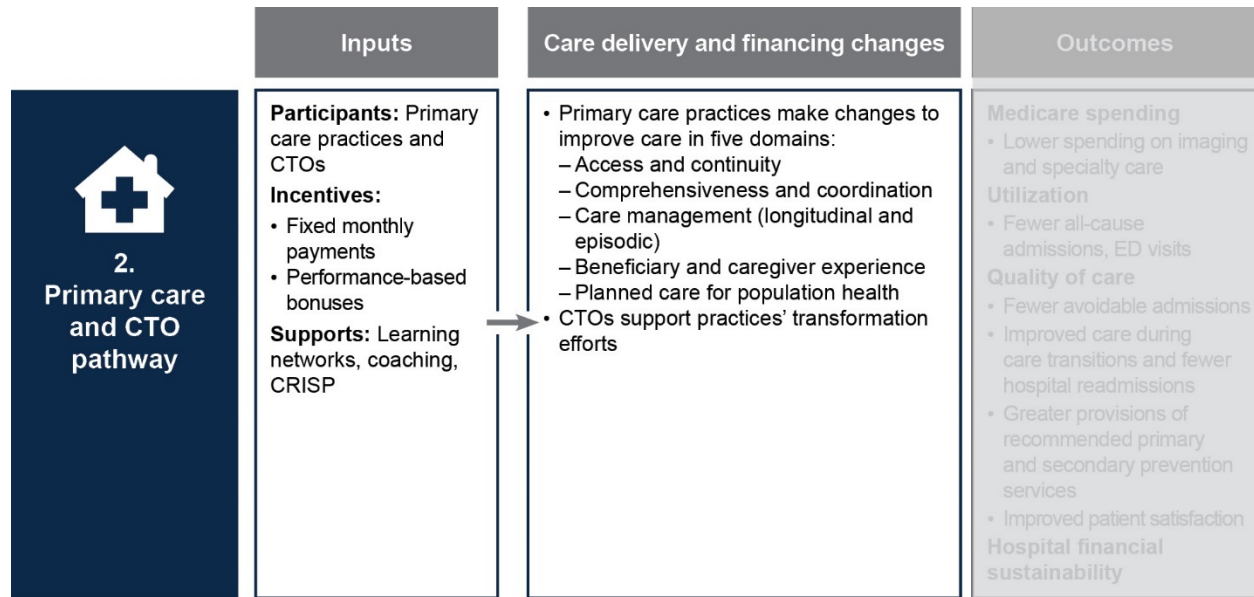 Inputs
Care delivery and financing changes
Outcomes
2.
Primary care
and CTO
pathway
Participants: Primary
care practices and
CTOs
Incentives:
• Fixed monthly
payments
• Performance-based
bonuses
Supports: Learning
networks, coaching,
CRISP
• Primary care practices make changes to
improve care in five domains:
– Access and continuity
– Comprehensiveness and coordination
– Care management (longitudinal and
episodic)
– Beneficiary and caregiver experience
– Planned care for population health
• CTOs support practices’ transformation
efforts
Medicare spending
• Lower spending on imaging
and specialty care
Utilization
• Fewer all-cause
admissions, ED visits
Quality of care
• Fewer avoidable admissions
• Improved care during
care transitions and fewer
hospital readmissions
• Greater provisions of
recommended primary
and secondary prevention
services
• Improved patient satisfaction
Hospital financial
sustainability